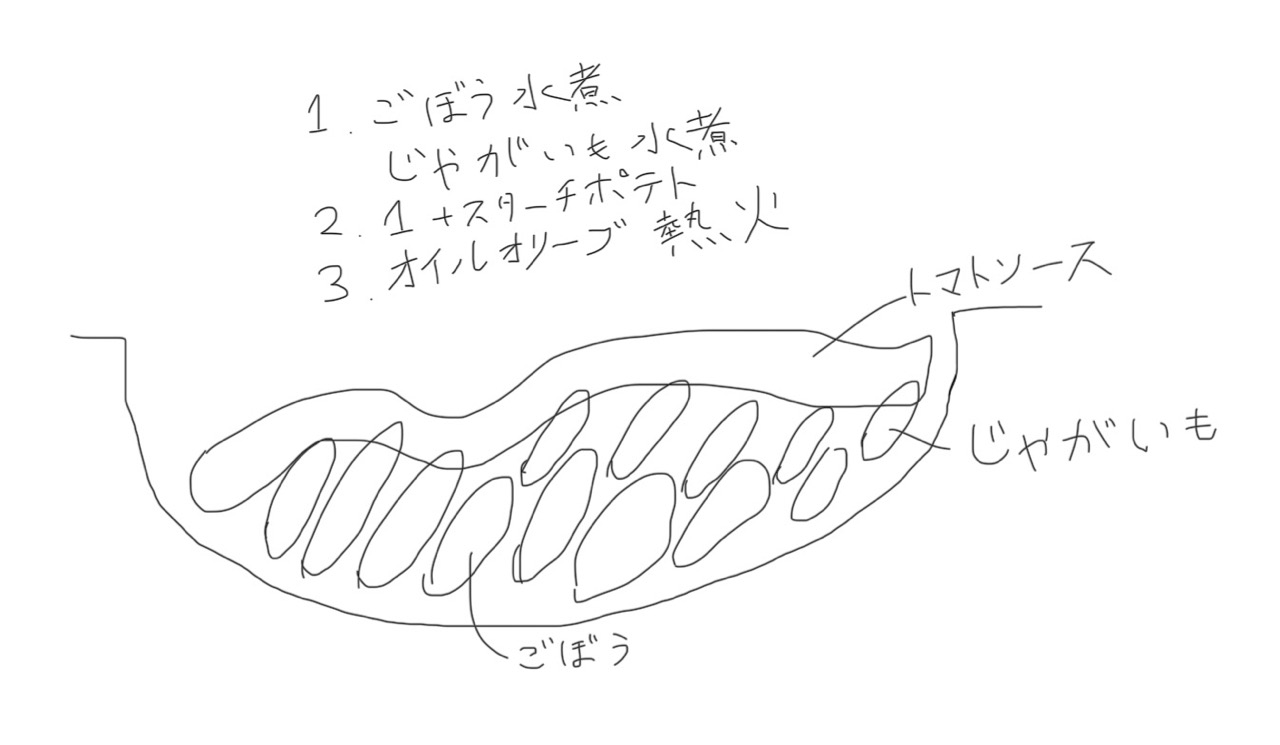 1. ごぼう水煮
じゃがいも水煮
2. 1+スターチポテト
3. オイルオリーブ 熱火
トマトソース
じゃがいも
ごぼう